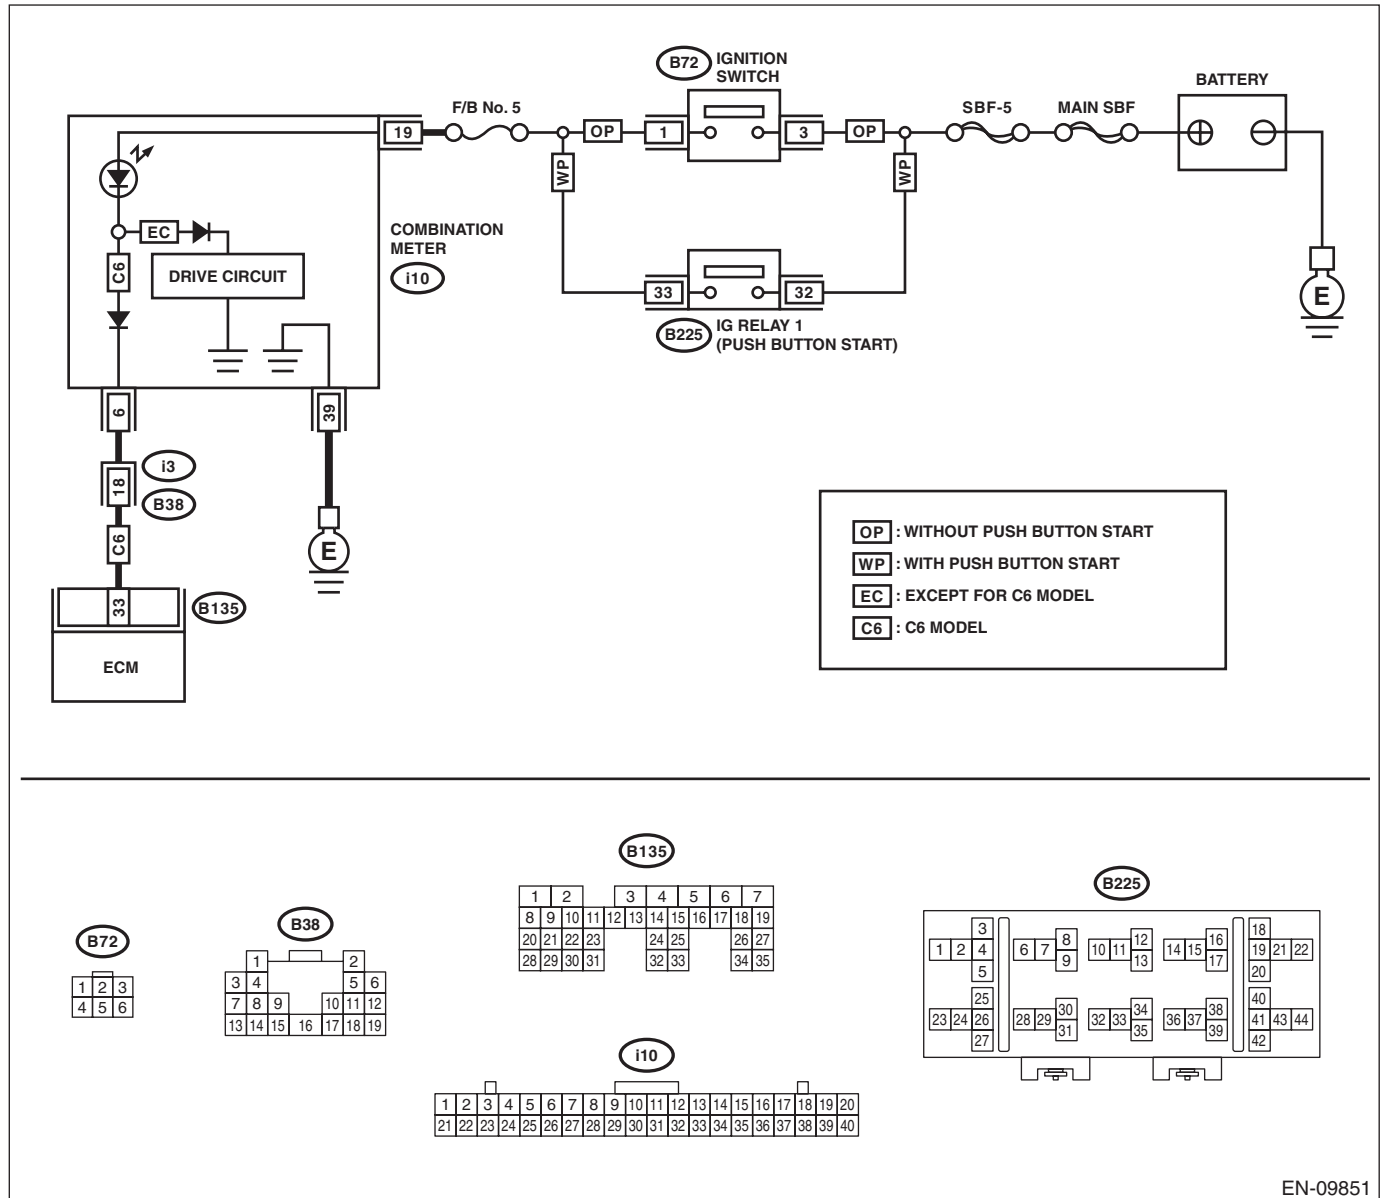 B72 IGNITION
SWITCH
BATTERY
F/B No. 5
SBF-5
MAIN SBF
19
OP
1
3
OP
WP
WP
EC
COMBINATION
METER
i10
C6
DRIVE CIRCUIT
33
32
E
B225 IG RELAY 1
(PUSH BUTTON START)
6
39
i3
18
B38
C6
E
33
B135
ECM
OP : WITHOUT PUSH BUTTON START
WP : WITH PUSH BUTTON START
EC : EXCEPT FOR C6 MODEL
C6 : C6 MODEL
B72
1 2 3
4 5 6
B38
1 2
3 4 5 6
7 8 9 10 11 12
13 14 15 16 17 18 19
B135
1 2 3 4 5 6 7
8 9 10 11 12 13 14 15 16 17 18 19
20 21 22 23 24 25 26 27
28 29 30 31 32 33 34 35
B225
3 8 12 16 18
1 2 4 6 7 10 11 14 15 19 21 22
5 9 13 17 20
25 30 34 38 40
23 24 26 28 29 32 33 36 37 41 43 44
27 31 35 39 42
i10
1 2 3 4 5 6 7 8 9 10 11 12 13 14 15 16 17 18 19 20
21 22 23 24 25 26 27 28 29 30 31 32 33 34 35 36 37 38 39 40
EN-09851